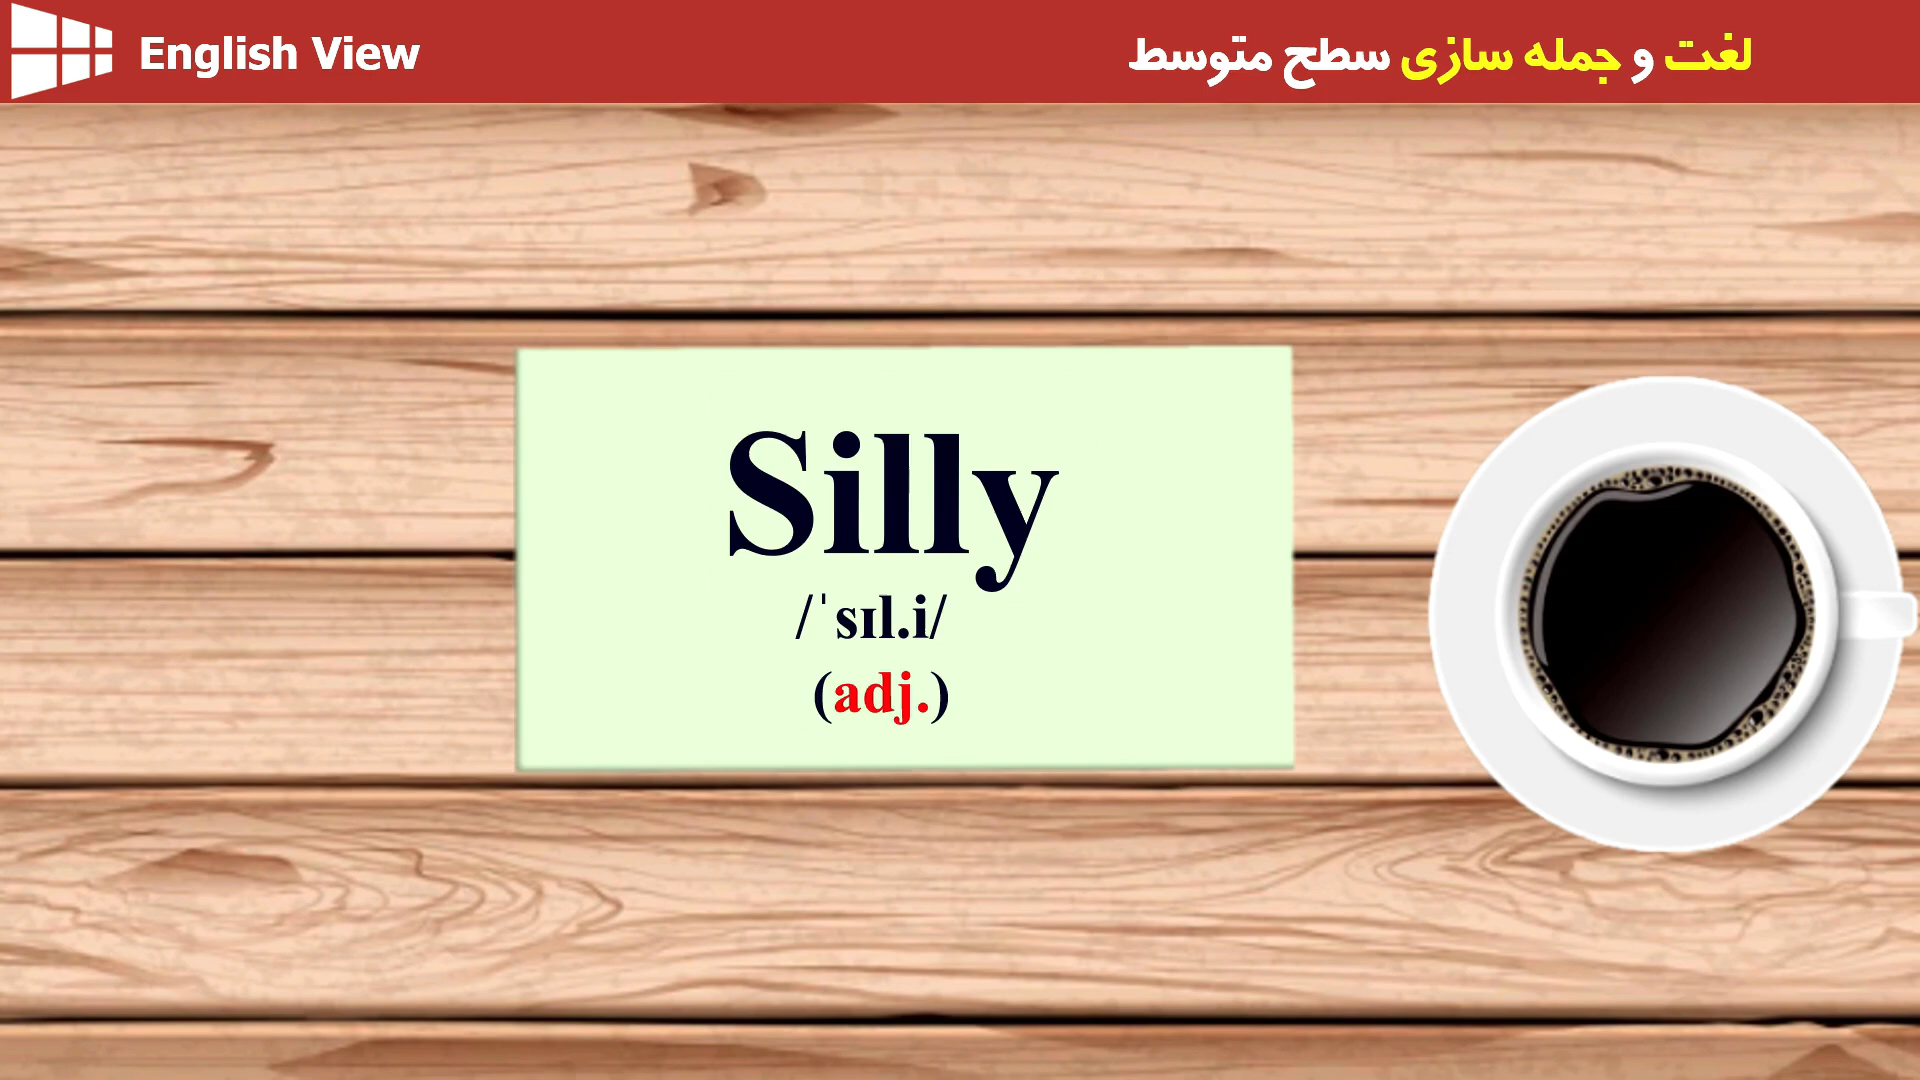 English View
لغت و جمله سازی سطح متوسط
Silly
/ˈsɪl.i/
(adj.)